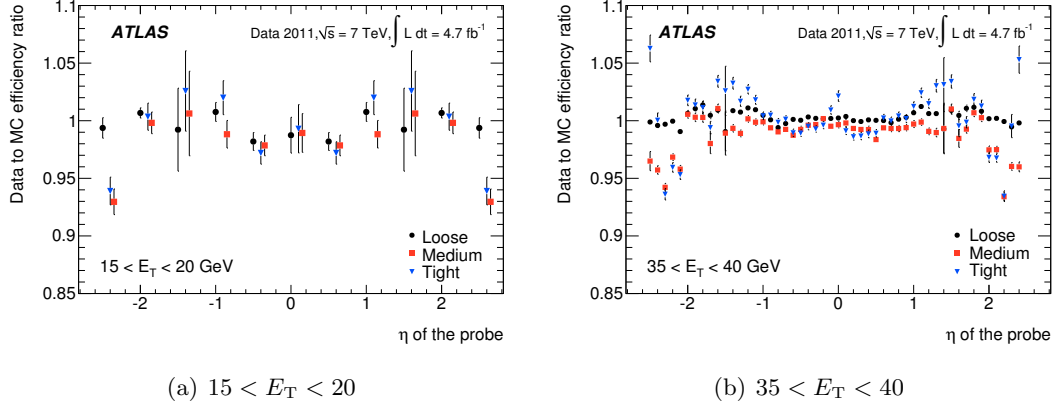 Data to MC efficiency ratio
ATLAS
Data 2011,√s = 7 TeV,∫ L dt = 4.7 fb⁻¹
1.1
1.05
1
0.95
0.9
0.85
Loose
Medium
Tight
15 < E_T < 20 GeV
-2 -1 0 1 2
η of the probe
(a) 15 < E_T < 20
Data to MC efficiency ratio
ATLAS
Data 2011,√s = 7 TeV,∫ L dt = 4.7 fb⁻¹
1.1
1.05
1
0.95
0.9
0.85
Loose
Medium
Tight
35 < E_T < 40 GeV
-2 -1 0 1 2
η of the probe
(b) 35 < E_T < 40